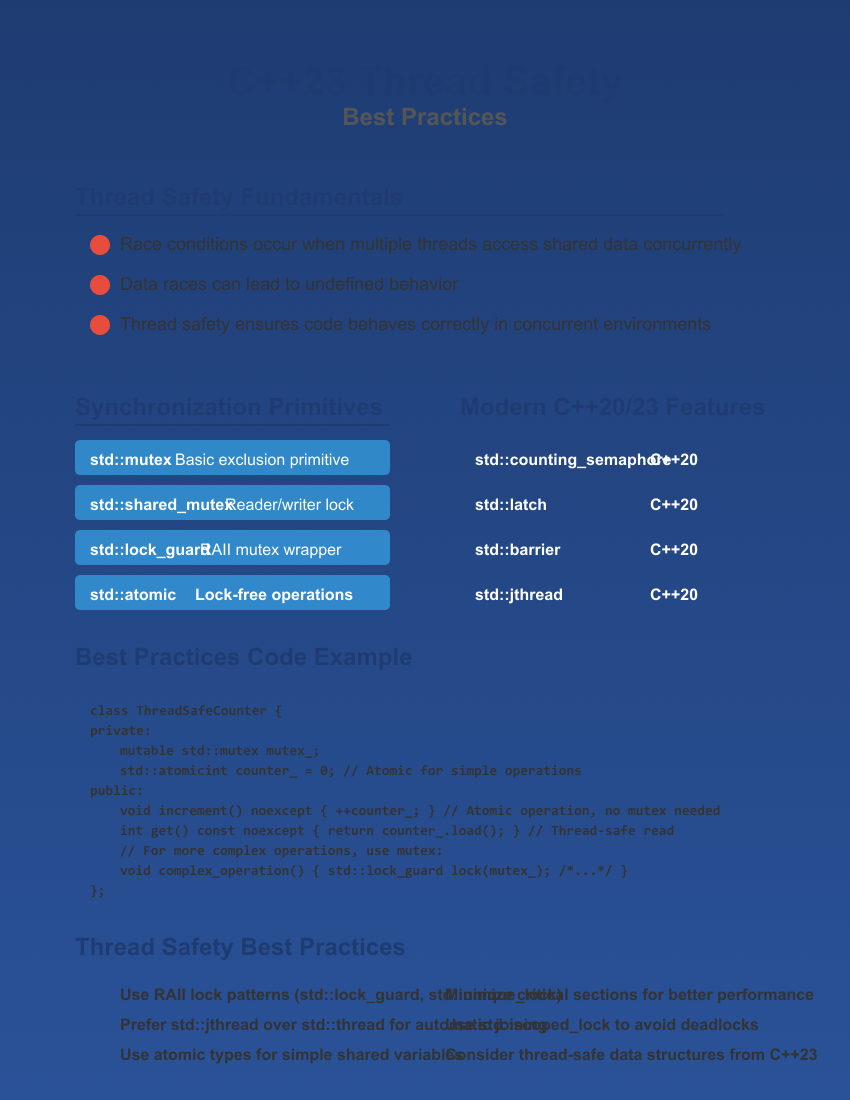 C++23 Thread Safety
Best Practices
Thread Safety Fundamentals
Race conditions occur when multiple threads access shared data concurrently
Data races can lead to undefined behavior
Thread safety ensures code behaves correctly in concurrent environments
Synchronization Primitives
std::mutex Basic exclusion primitive
std::shared_mutex Reader/writer lock
std::lock_guard RAII mutex wrapper
std::atomic Lock-free operations
Modern C++20/23 Features
std::counting_semaphore C++20
std::latch C++20
std::barrier C++20
std::jthread C++20
Best Practices Code Example
class ThreadSafeCounter {
private:
mutable std::mutex mutex_;
std::atomicint counter_ = 0; // Atomic for simple operations
public:
void increment() noexcept { ++counter_; } // Atomic operation, no mutex needed
int get() const noexcept { return counter_.load(); } // Thread-safe read
// For more complex operations, use mutex:
void complex_operation() { std::lock_guard lock(mutex_); /*...*/ }
};
Thread Safety Best Practices
Use RAII lock patterns (std::lock_guard, std::unique_lock)
Minimize critical sections for better performance
Prefer std::jthread over std::thread for automatic joining
Use std::scoped_lock to avoid deadlocks
Use atomic types for simple shared variables
Consider thread-safe data structures from C++23